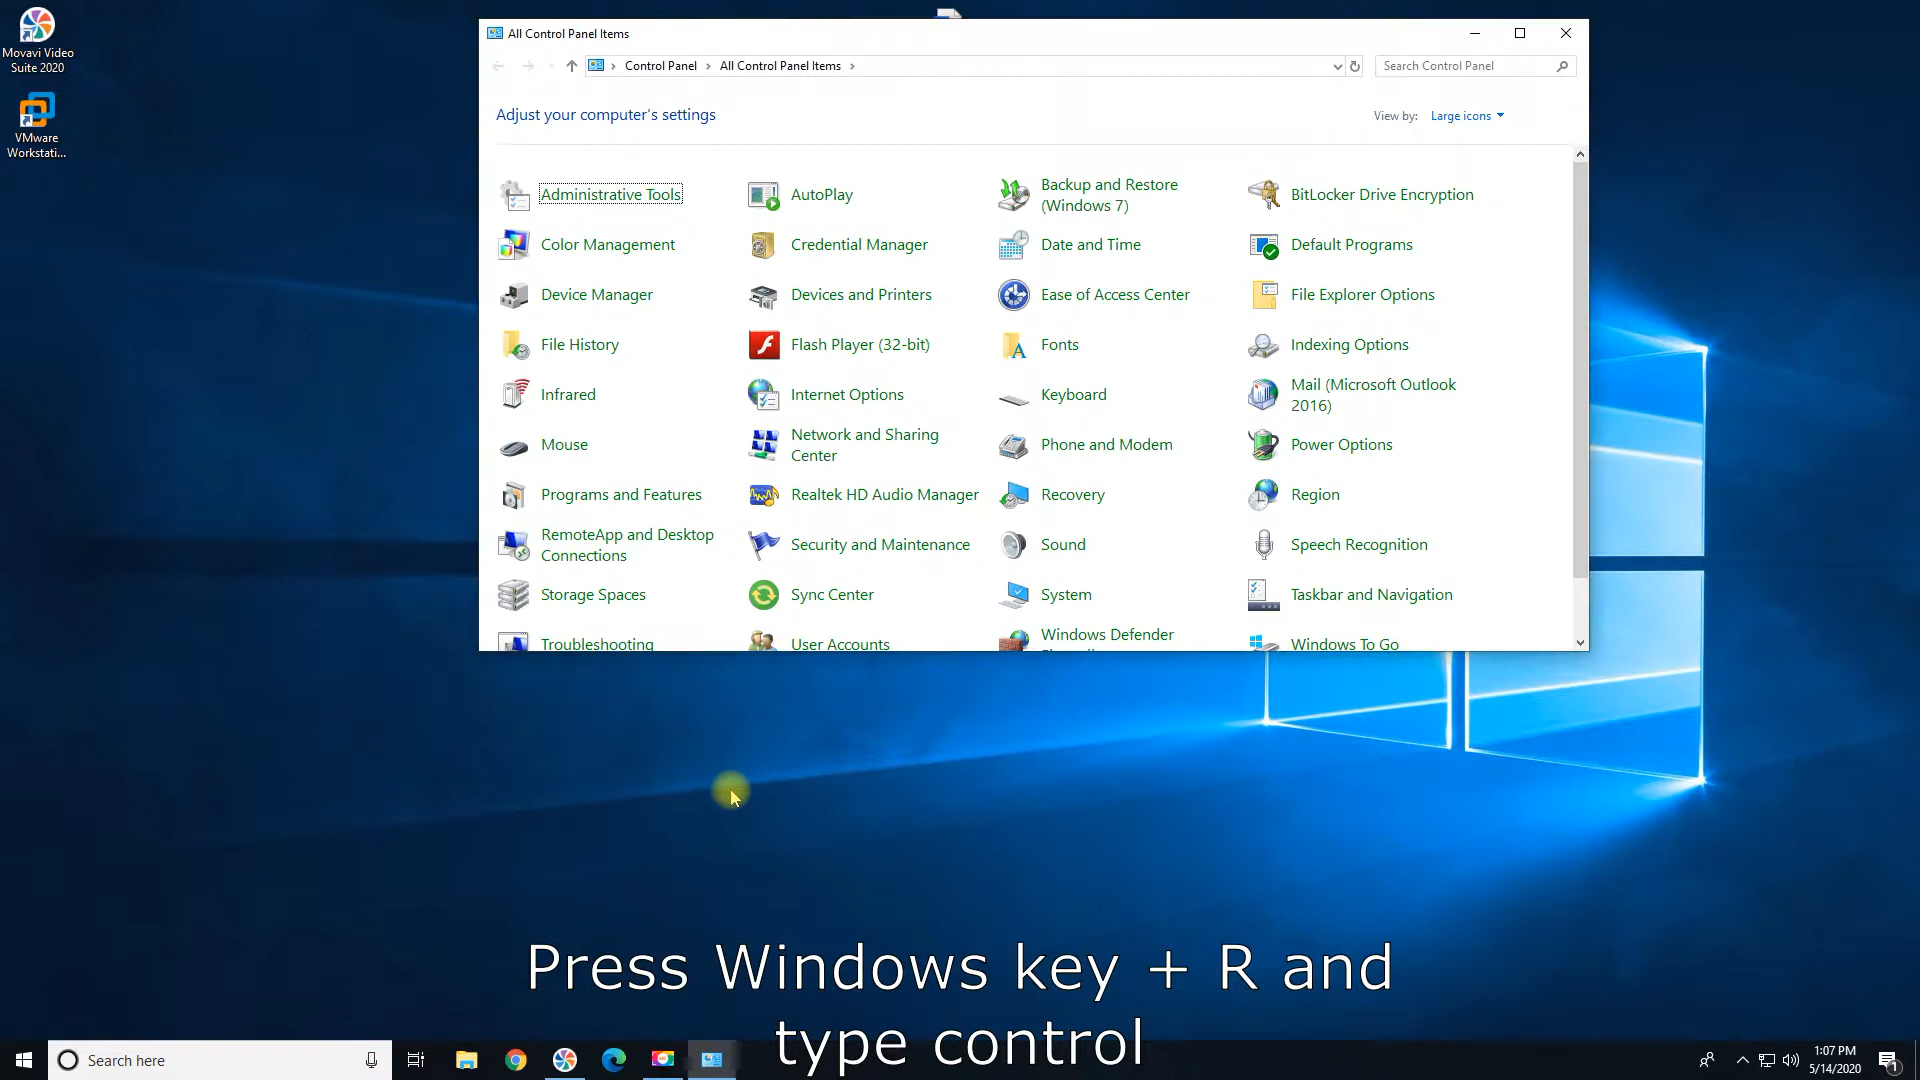 Movavi Video
Suite 2020
VMware
Workstati...
All Control Panel Items
Control Panel
All Control Panel Items
Search Control Panel
Adjust your computer's settings
View by:
Large icons
Administrative Tools
AutoPlay
Backup and Restore
(Windows 7)
BitLocker Drive Encryption
Color Management
Credential Manager
Date and Time
Default Programs
Device Manager
Devices and Printers
Ease of Access Center
File Explorer Options
File History
Flash Player (32-bit)
Fonts
Indexing Options
Infrared
Internet Options
Keyboard
Mail (Microsoft Outlook
2016)
Mouse
Network and Sharing
Center
Phone and Modem
Power Options
Programs and Features
Realtek HD Audio Manager
Recovery
Region
RemoteApp and Desktop
Connections
Security and Maintenance
Sound
Speech Recognition
Storage Spaces
Sync Center
System
Taskbar and Navigation
Troubleshooting
User Accounts
Windows Defender
Windows To Go
Press Windows key + R and
type control
Search here
1:07 PM
5/14/2020
1